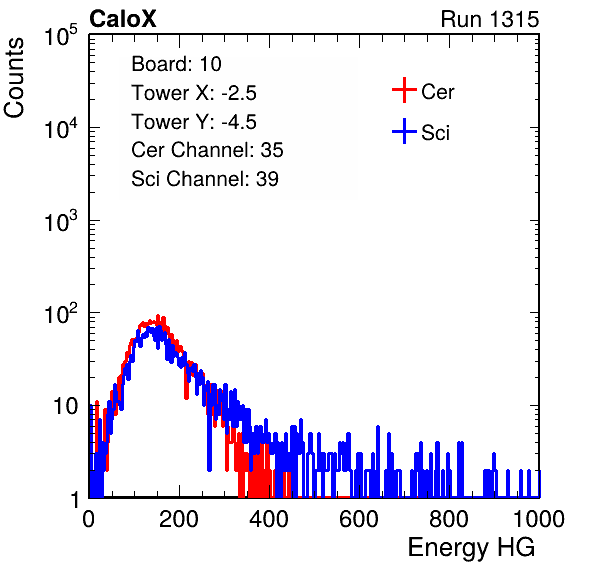 CaloX Run 1315
Counts
10^5
10^4
10^3
10^2
10
1
Board: 10
Tower X: -2.5
Tower Y: -4.5
Cer Channel: 35
Sci Channel: 39
Cer
Sci
0 200 400 600 800 1000
Energy HG